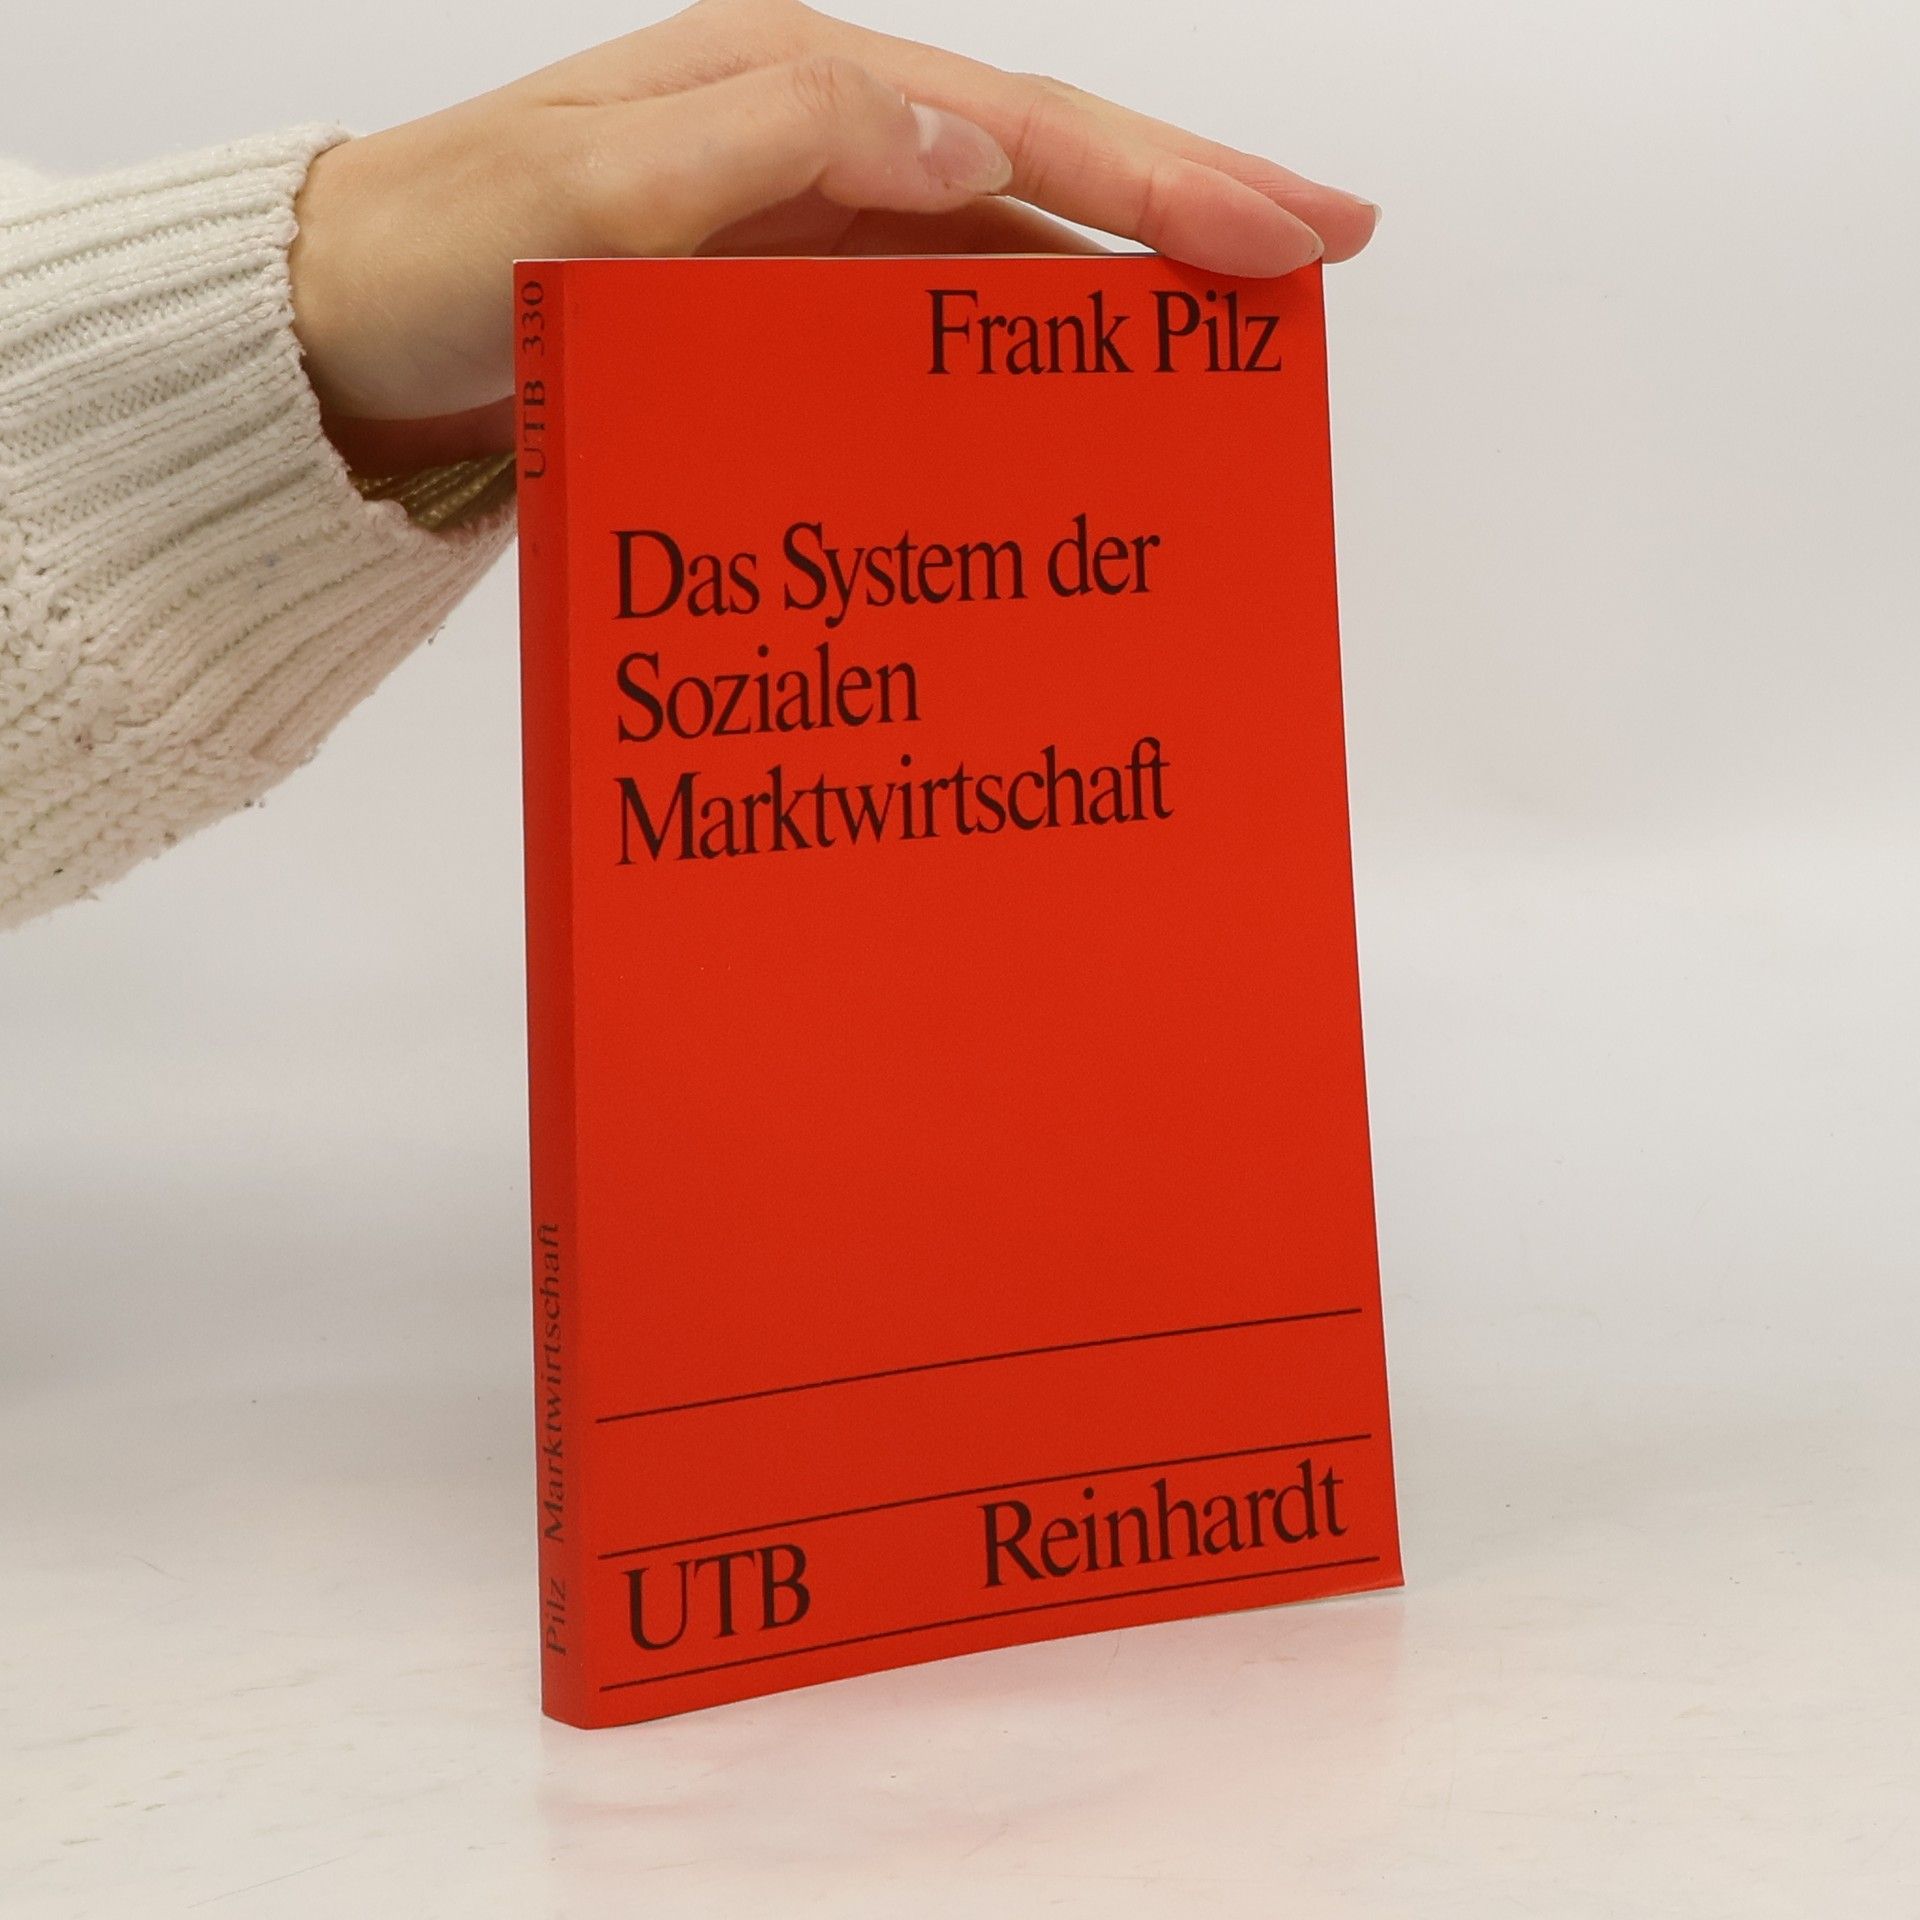 Frank Pilz
Das System der
Sozialen
Marktwirtschaft
UTB Reinhardt
UTB 330
Pilz Marktwirtschaft